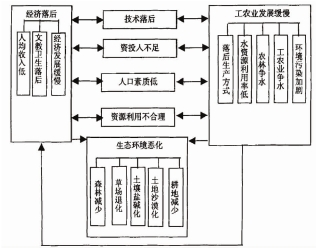 经济落后
人均收入低
文教卫生落后
经济发展缓慢
技术落后
资投人不足
人口素质低
资源利用不合理
工农业发展缓慢
落后生产方式
水资源利用率低
农林争水
工农业争水
环境污染加剧
生态环境恶化
森林减少
草场退化
土壤盐碱化
土地沙漠化
耕地减少